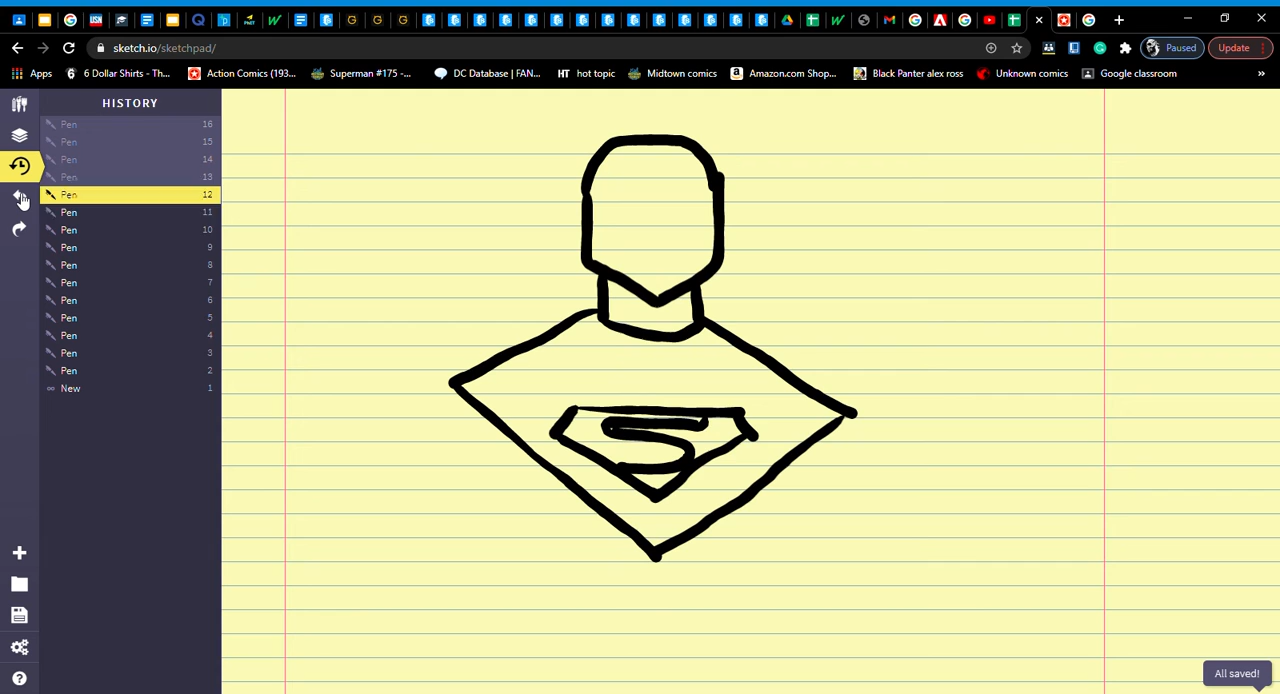 sketch.io/sketchpad/
Paused
Update
Apps
6 Dollar Shirts - Th...
Action Comics (193...
Superman #175 -...
DC Database | FAN...
HT hot topic
Midtown comics
Amazon.com Shop...
Black Panter alex ross
Unknown comics
Google classroom
»
HISTORY
Pen 16
Pen 15
Pen 14
Pen 13
Pen 12
Pen 11
Pen 10
Pen 9
Pen 8
Pen 7
Pen 6
Pen 5
Pen 4
Pen 3
Pen 2
New 1
S
All saved!